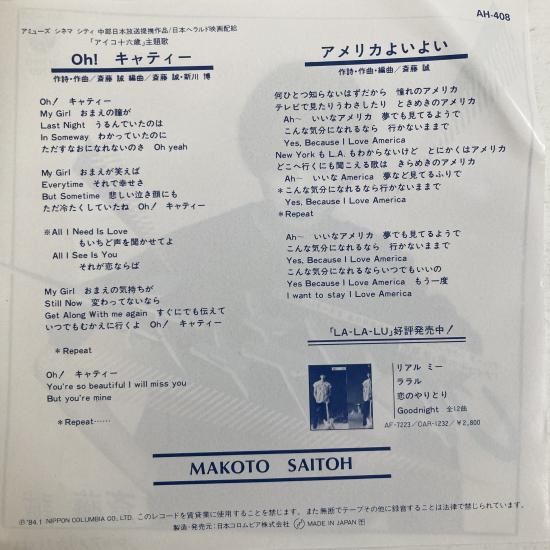 AH-408
アミューズ シネマ シティ 中部日本放送提携作品/日本ヘラルド映画配給
「アイコ十六歳」主題歌
Oh! キャティー
作詩・作曲/斎藤 誠 編曲/斎藤 誠・新川 博
Oh! キャティー
My Girl おまえの瞳が
Last Night うるんでいたのは
In Someway わかっていたのに
ただすなおになれないのさ Oh yeah
My Girl おまえが笑えば
Everytime それで幸せさ
But Sometime 悲しい泣き顔にも
ただ冷たくしていたね Oh! キャティー
※All I Need Is Love
もいちど声を聞かせてよ
All I See Is You
それが恋ならば
My Girl おまえの気持ちが
Still Now 変わってないなら
Get Along With me again すぐにでも伝えて
いつでもむかえに行くよ Oh! キャティー
*Repeat
Oh! キャティー
You're so beautiful I will miss you
But you're mine
*Repeat……
アメリカよいよい
作詩・作曲・編曲/斎藤 誠
何ひとつ知らないはずだから 憧れのアメリカ
テレビで見たりうわさしたり ときめきのアメリカ
Ah~ いいなアメリカ 夢でも見てるようで
こんな気分になれるなら 行かないままで
Yes, Because I Love America
New York も L.A. もわからないけど とにかくはアメリカ
どこへ行くにも聞こえる歌は きらめきのアメリカ
Ah~ いいな America 夢など見てるふりで
*こんな気分になれるなら行かないままで
Yes, Because I Love America
*Repeat
Ah~ いいなアメリカ 夢でも見てるようで
こんな気分になれるなら 行かないままで
Yes, Because I Love America
こんな気分になれるならいつでもいいの
Yes Because I Love America もう一度
I want to stay I Love America
「LA-LA-LU」好評発売中!
リアル ミー
ララル
恋のやりとり
Goodnight 全12曲
AF-7223/CAR-1232/¥2,800
MAKOTO SAITOH
Ⓟ'84.1 NIPPON COLUMBIA CO., LTD. このレコードを賃貸業に使用することを禁じます。また無断でテープその他に録音することは法律で禁じられています。
製造・発売元:日本コロムビア株式会社 MADE IN JAPAN